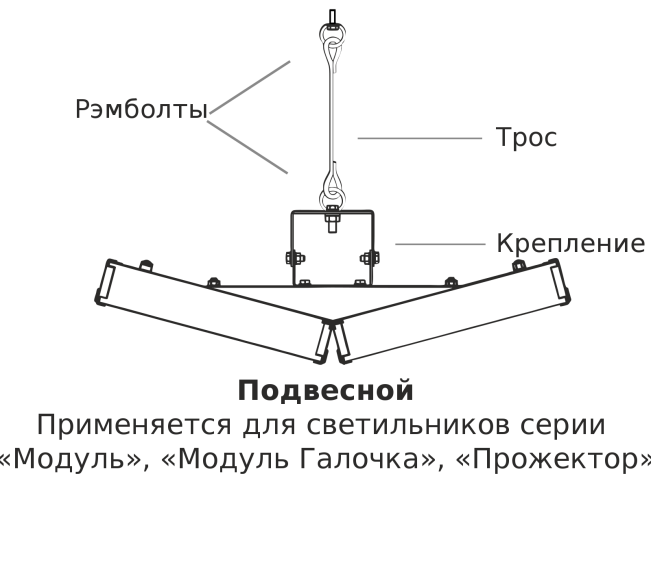 Рэмболты
Трос
Крепление
Подвесной
Применяется для светильников серии
«Модуль», «Модуль Галочка», «Прожектор»